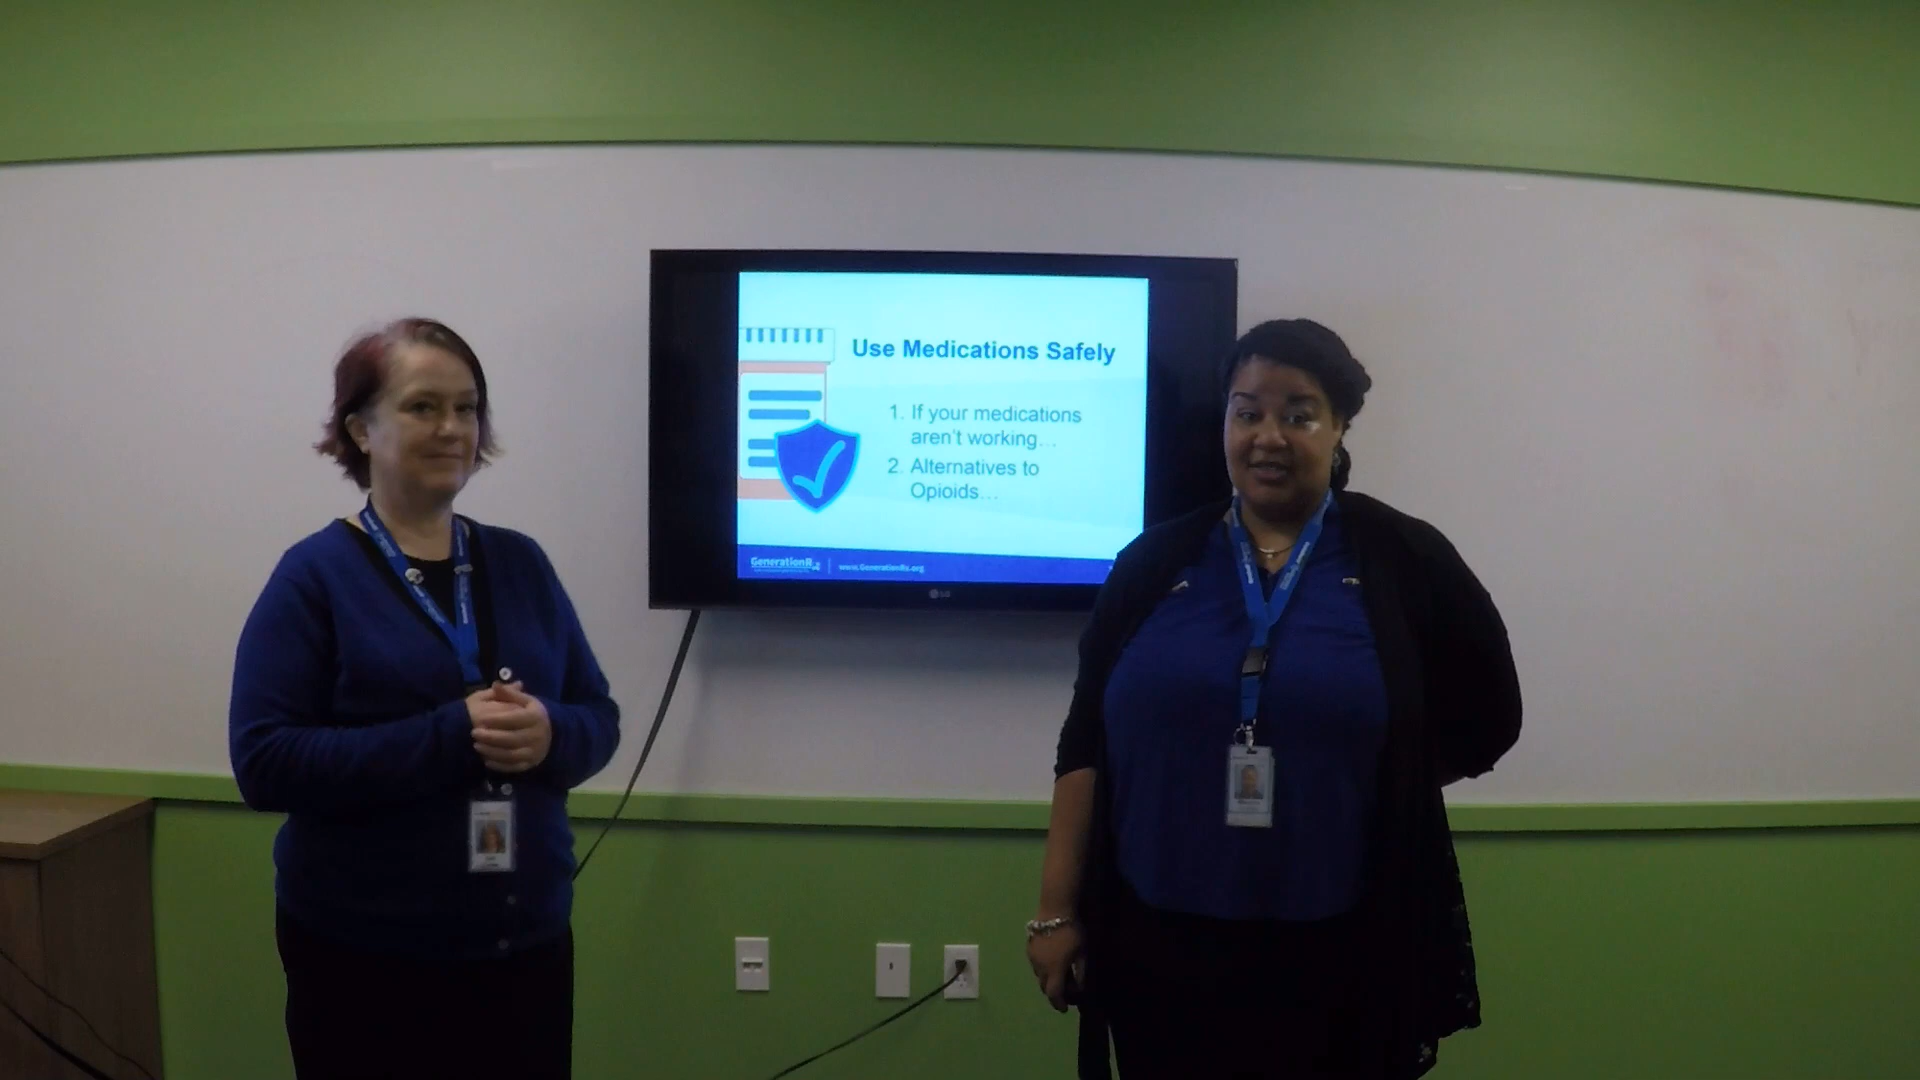 Use Medications Safely
1. If your medications
aren't working...
2. Alternatives to
Opioids...
GenerationRx
www.GenerationRx.org
LG